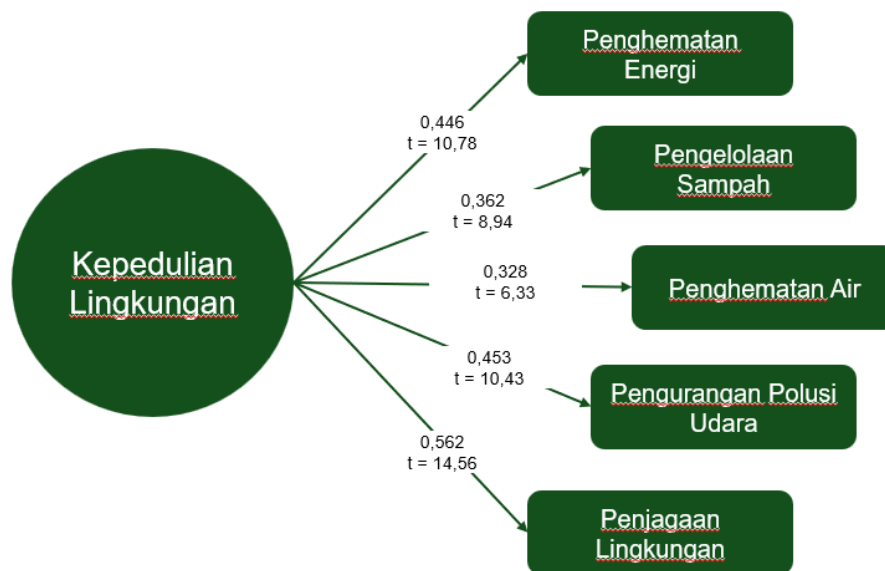 Penghematan
Energi
0,446
t = 10,78
Pengelolaan
Sampah
0,362
t = 8,94
Kepedulian
Lingkungan
0,328
t = 6,33
Penghematan Air
0,453
t = 10,43
Pengurangan Polusi
Udara
0,562
t = 14,56
Penjagaan
Lingkungan